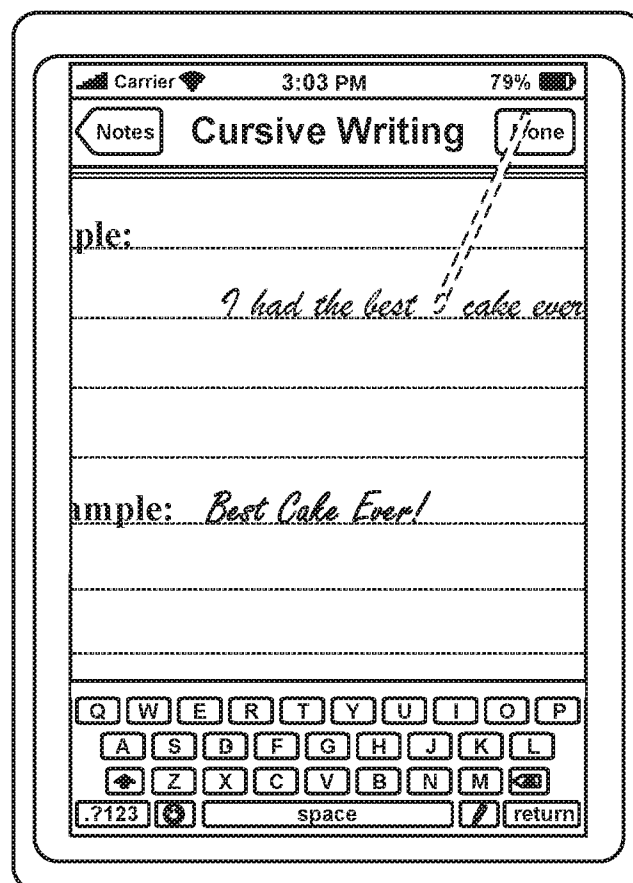 Carrier 3:03 PM 79%
Notes Cursive Writing Done
ple:
I had the best cake ever
ample: Best Cake Ever!
Q W E R T Y U I O P
A S D F G H J K L
Z X C V B N M
.?123 space return